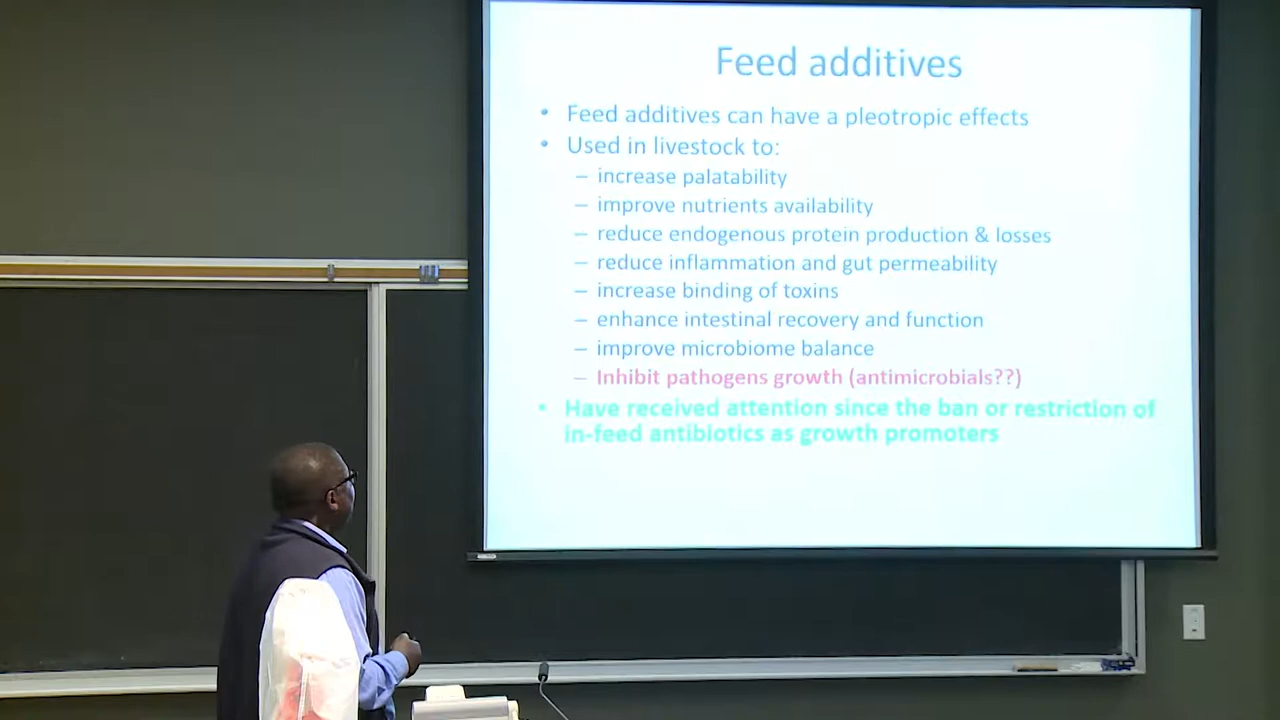 Feed additives
• Feed additives can have a pleotropic effects
• Used in livestock to:
– increase palatability
– improve nutrients availability
– reduce endogenous protein production & losses
– reduce inflammation and gut permeability
– increase binding of toxins
– enhance intestinal recovery and function
– improve microbiome balance
– Inhibit pathogens growth (antimicrobials??)
• Have received attention since the ban or restriction of
in-feed antibiotics as growth promoters